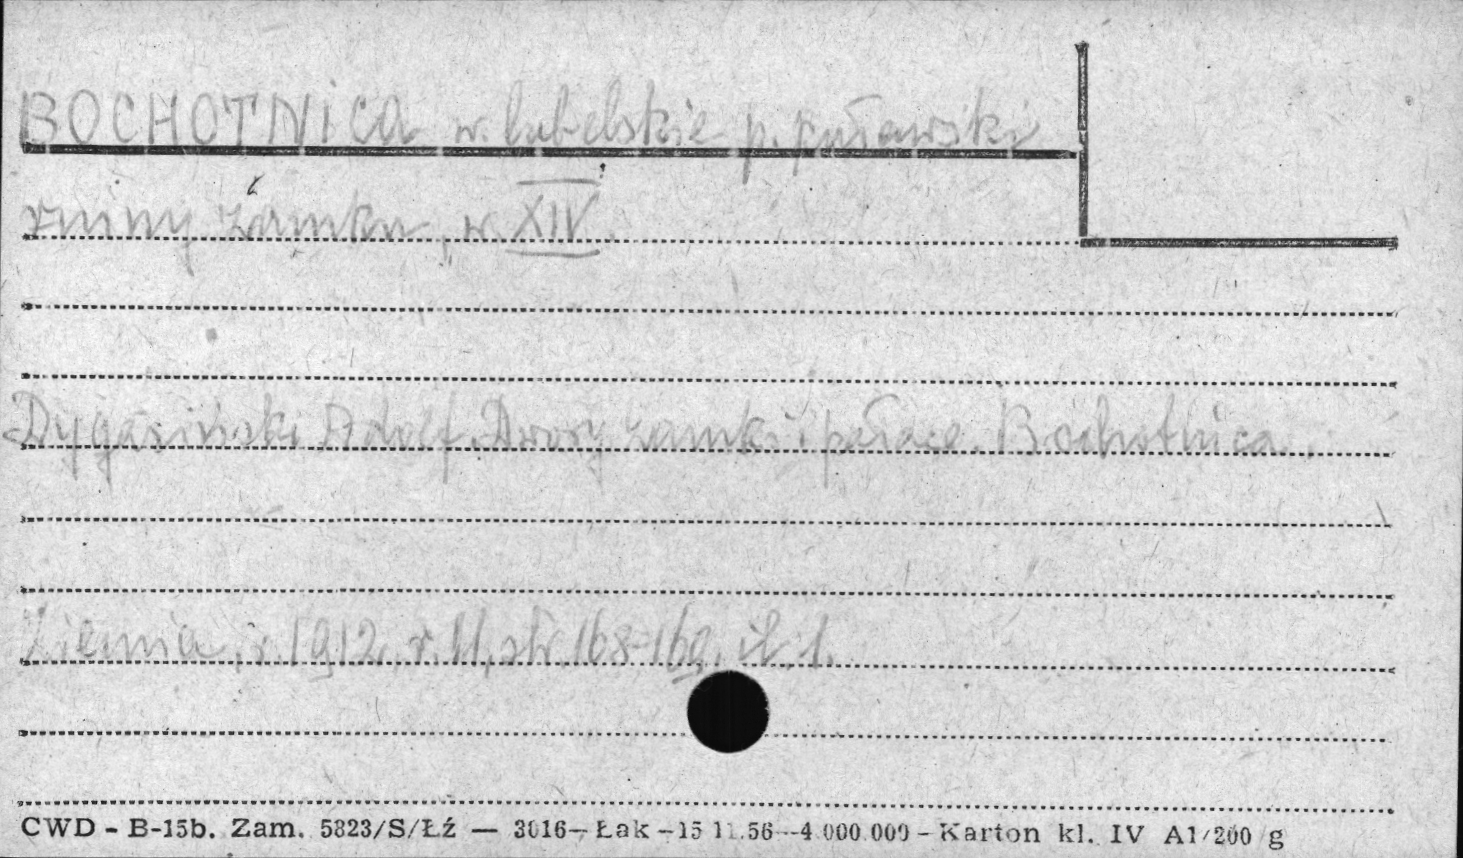 BOCHOTNICA w. lubelskie p. puławski
ruiny zamku, w. XIV.
Dygasiński Adolf. Dwory zamki i pałace. Bochotnica.
Ziemia, r. 1912, r. 11, str. 168-169, il. 1.
CWD - B-15b. Zam. 5823/S/Łź — 3016 - Łak - 15 11.56 - 4.000.000 - Karton kl. IV A1/200 g